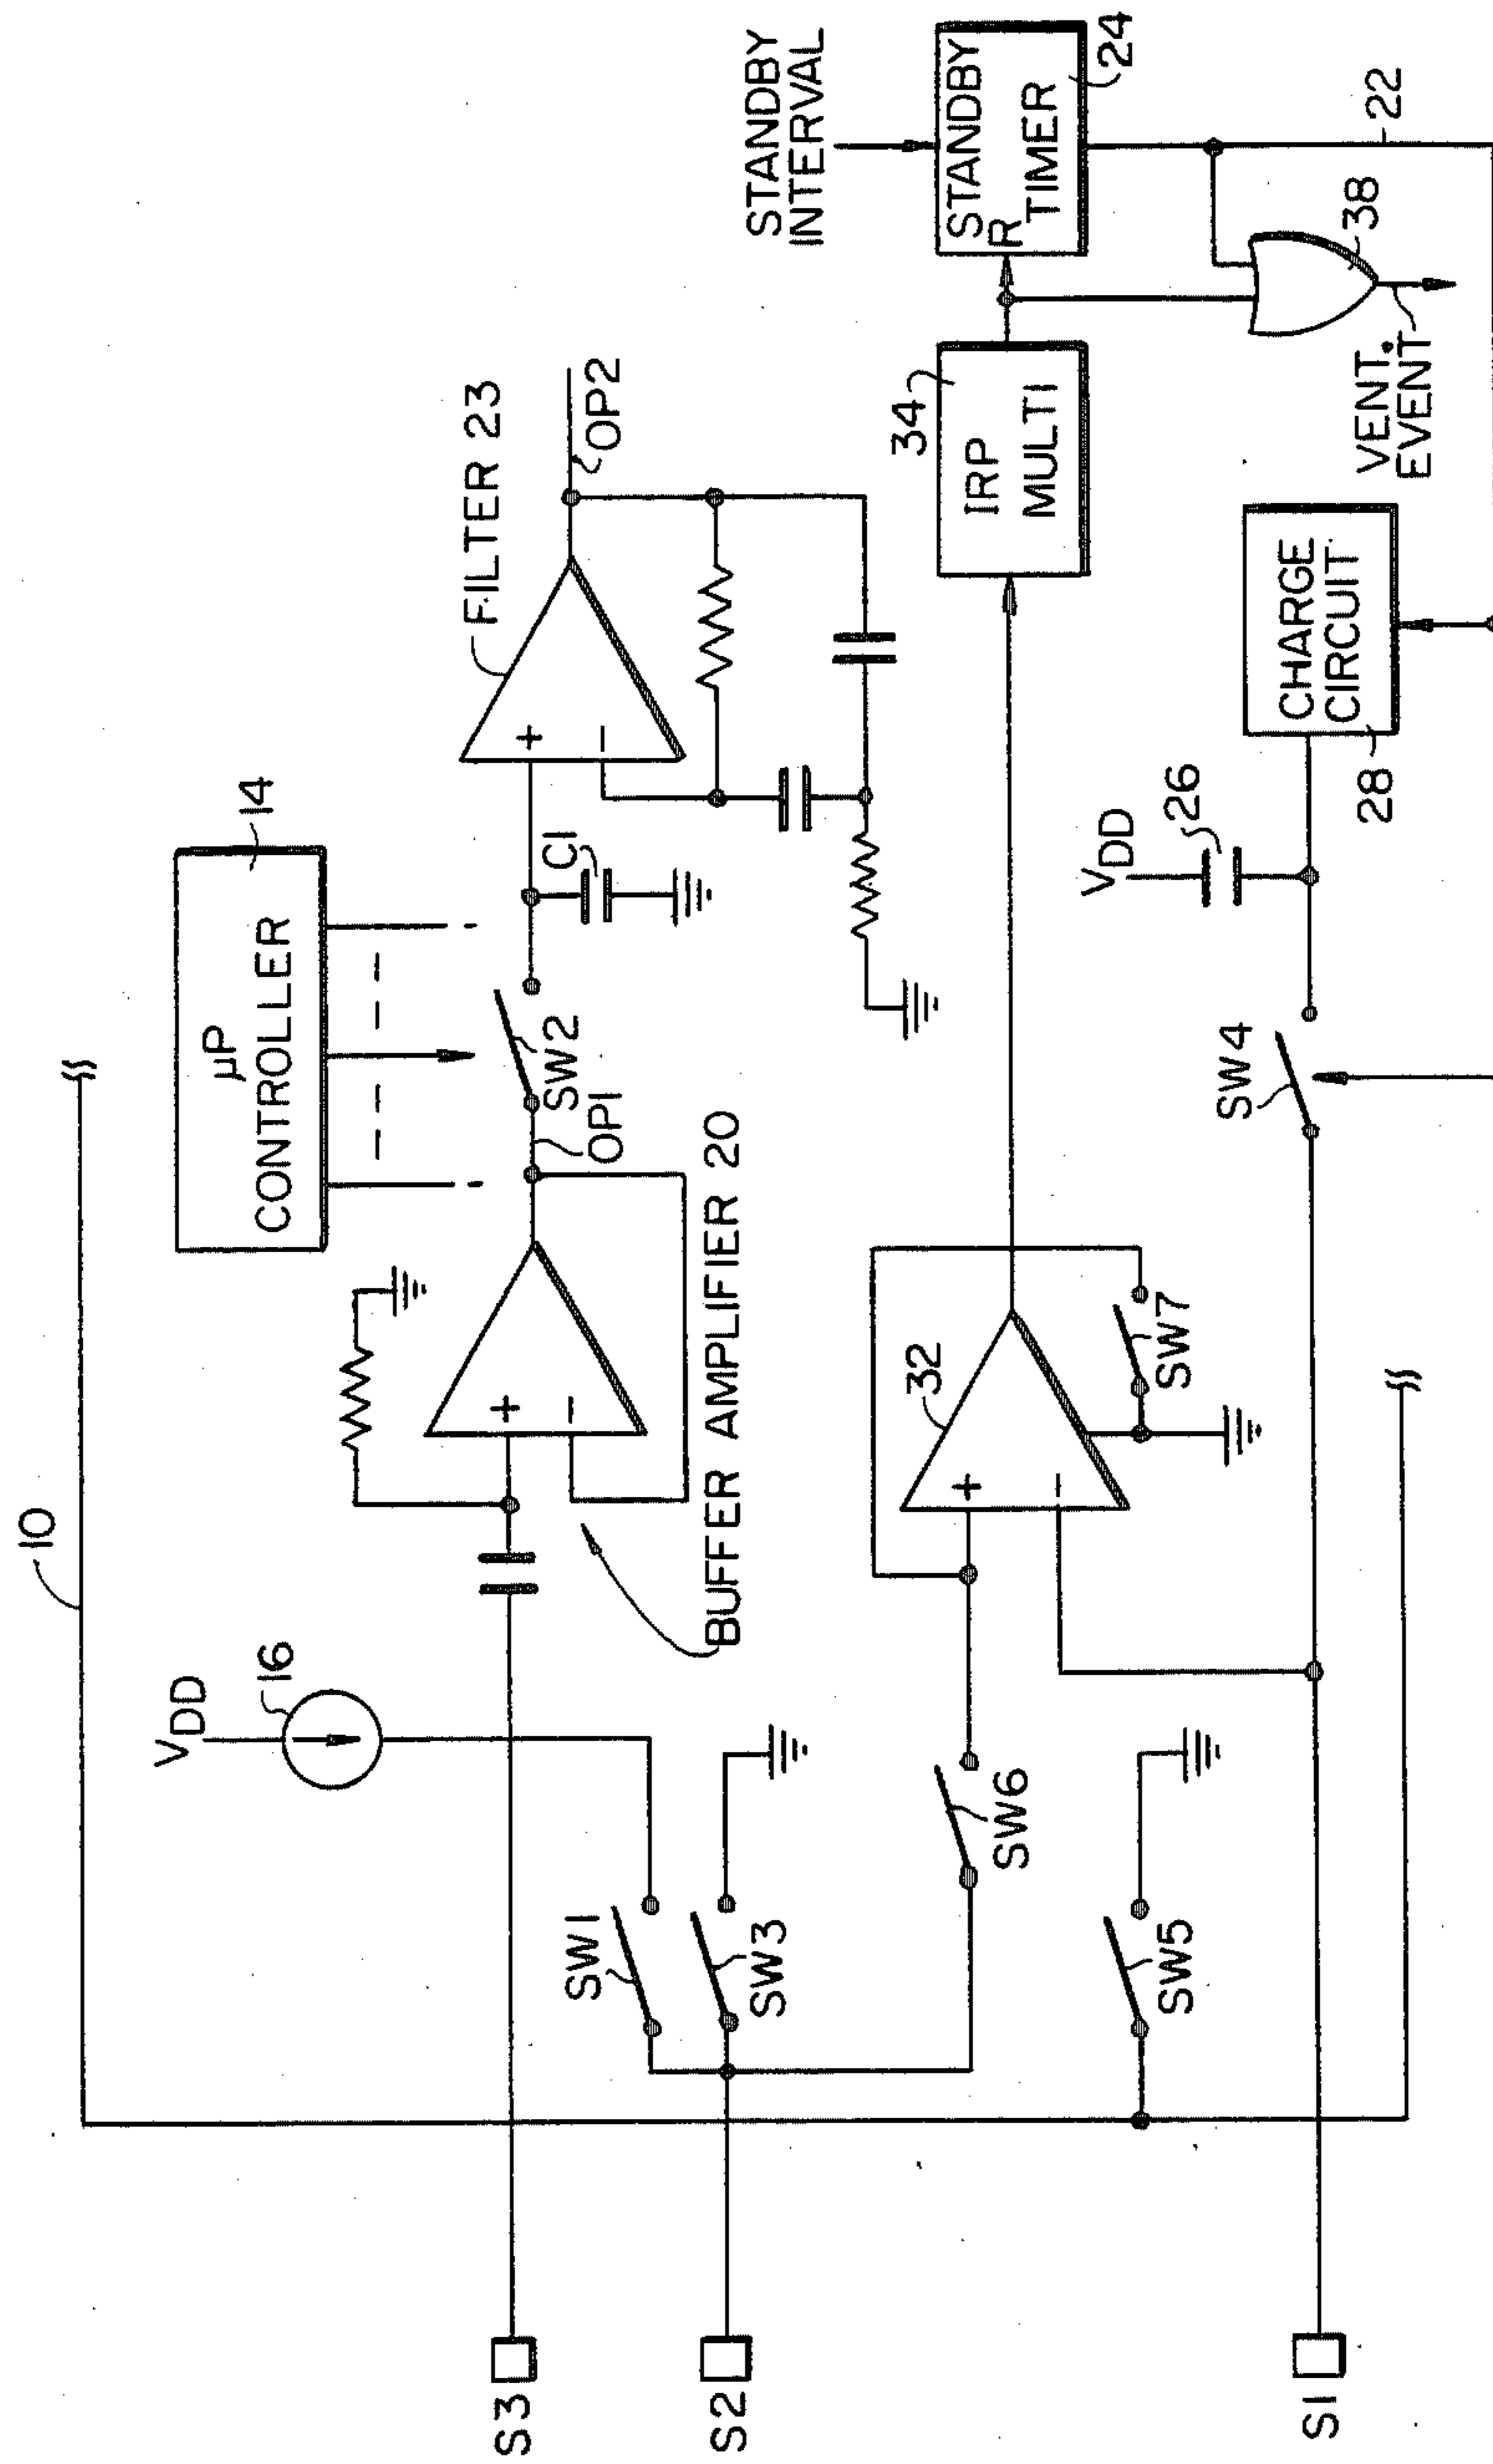 10
VDD
16
µP
CONTROLLER
14
FILTER 23
S3
+
−
OP1
SW2
C1
+
−
OP2
BUFFER AMPLIFIER 20
SW1
S2
SW3
STANDBY
INTERVAL
SW6
32
+
−
SW7
34
IRP
MULTI
STANDBY
R
TIMER
24
SW5
VDD
26
S1
SW4
CHARGE
CIRCUIT
28
VENT.
EVENT
38
22